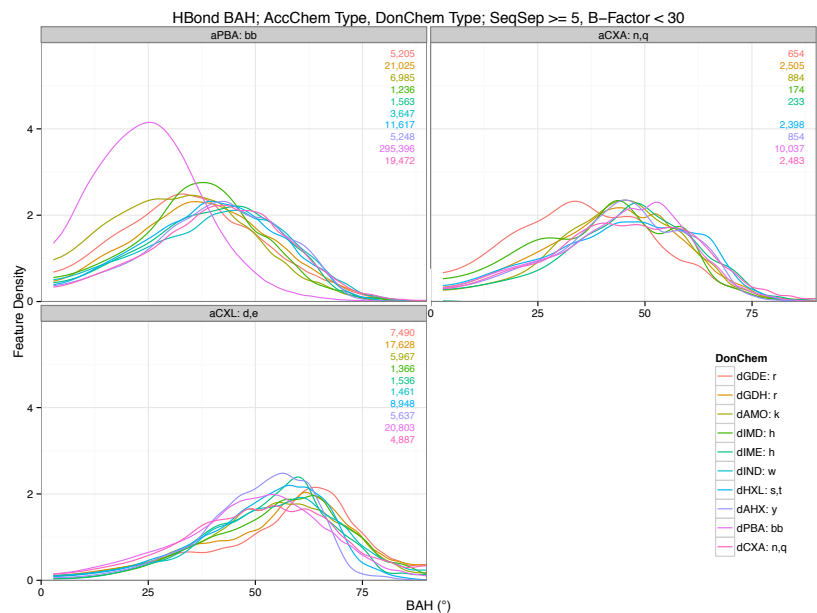 HBond BAH; AccChem Type, DonChem Type; SeqSep >= 5, B−Factor < 30
aPBA: bb
5,205
21,025
6,985
1,236
1,563
3,647
11,617
5,248
295,396
19,472
aCXA: n,q
654
2,505
884
174
233
2,398
854
10,037
2,483
4
2
0
0
25
50
75
aCXL: d,e
7,490
17,628
5,967
1,366
1,536
1,461
8,948
5,637
20,803
4,887
4
2
0
0
25
50
75
Feature Density
BAH (°)
DonChem
dGDE: r
dGDH: r
dAMO: k
dIMD: h
dIME: h
dIND: w
dHXL: s,t
dAHX: y
dPBA: bb
dCXA: n,q